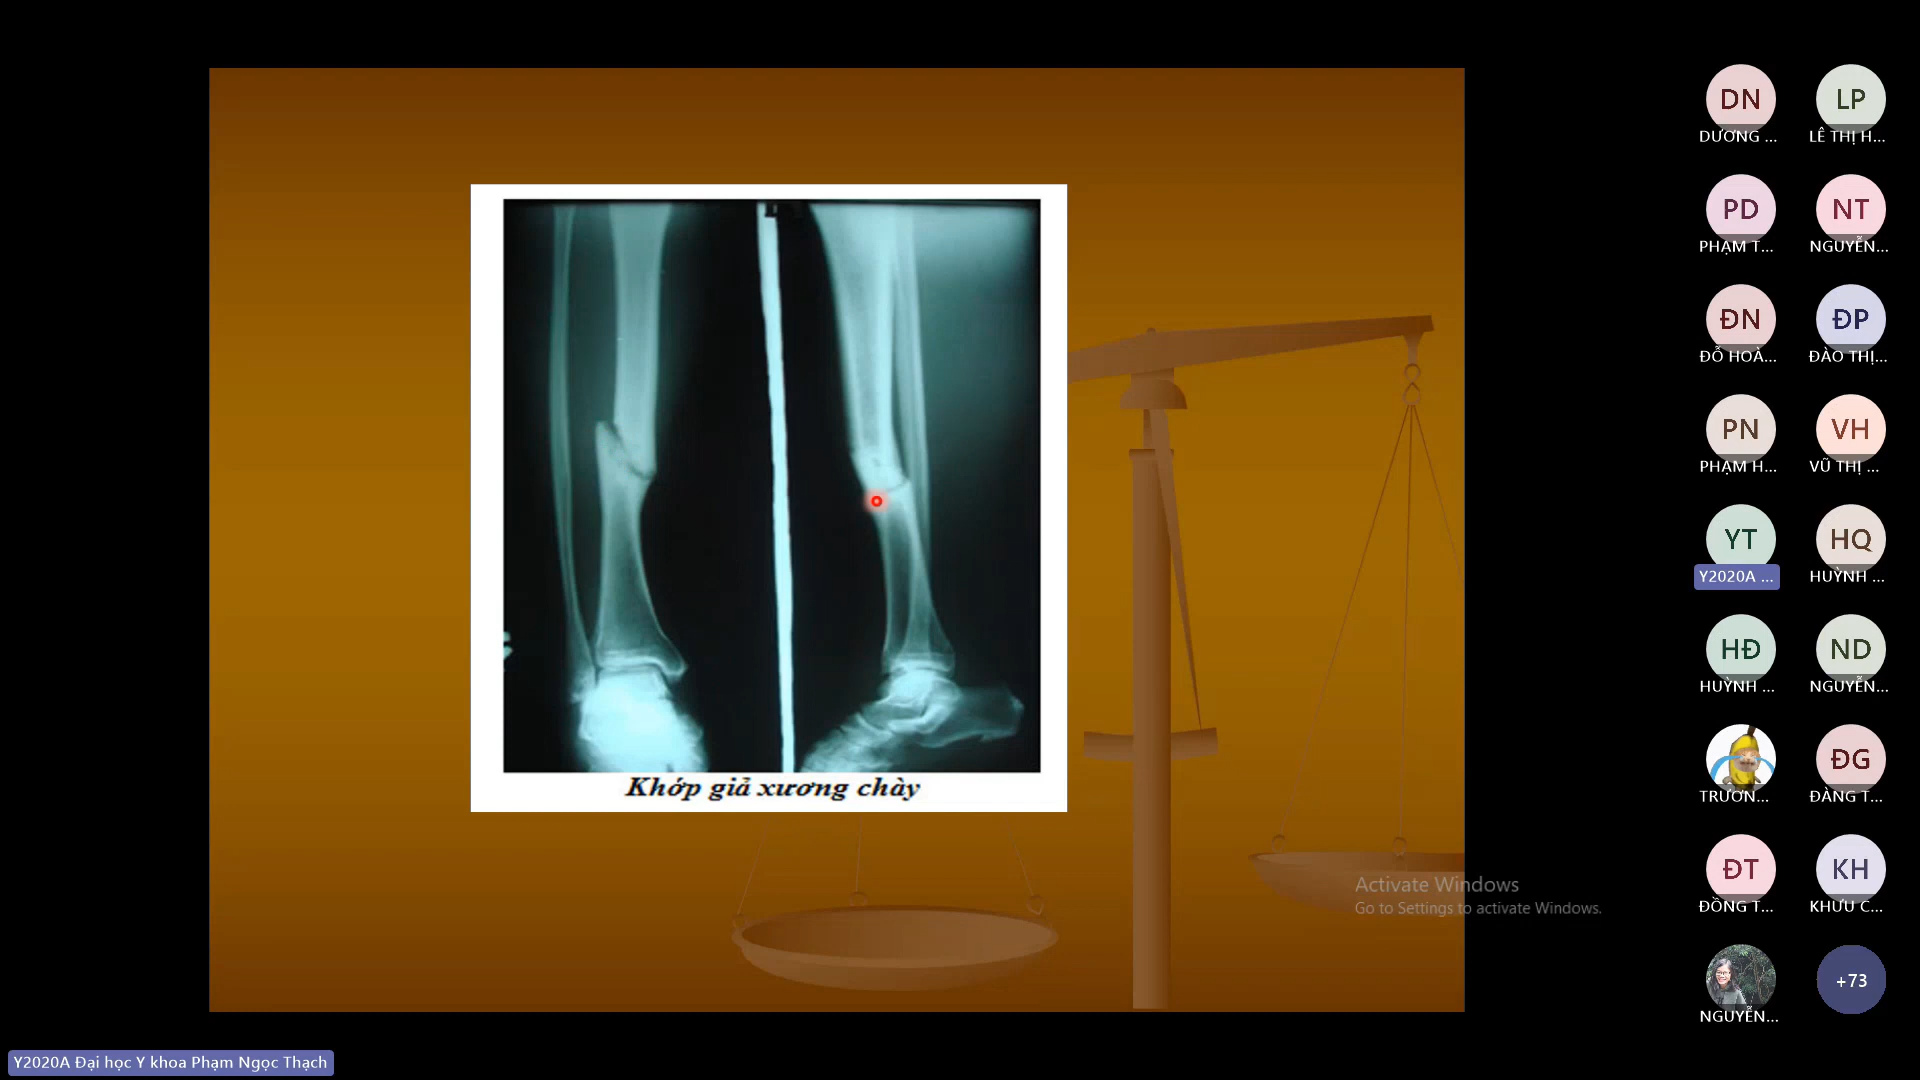 Khớp giả xương chày
Activate Windows
Go to Settings to activate Windows.
DN
LP
DƯƠNG ...
LÊ THỊ H...
PD
NT
PHẠM T...
NGUYỄN...
ĐN
ĐP
ĐỖ HOÀ...
ĐÀO THỊ...
PN
VH
PHẠM H...
VŨ THỊ ...
YT
HQ
Y2020A ...
HUỲNH ...
HĐ
ND
HUỲNH ...
NGUYỄN...
ĐG
TRƯƠN...
ĐÀNG T...
ĐT
KH
ĐỒNG T...
KHƯU C...
+73
NGUYỄN...
Y2020A Đại học Y khoa Phạm Ngọc Thạch